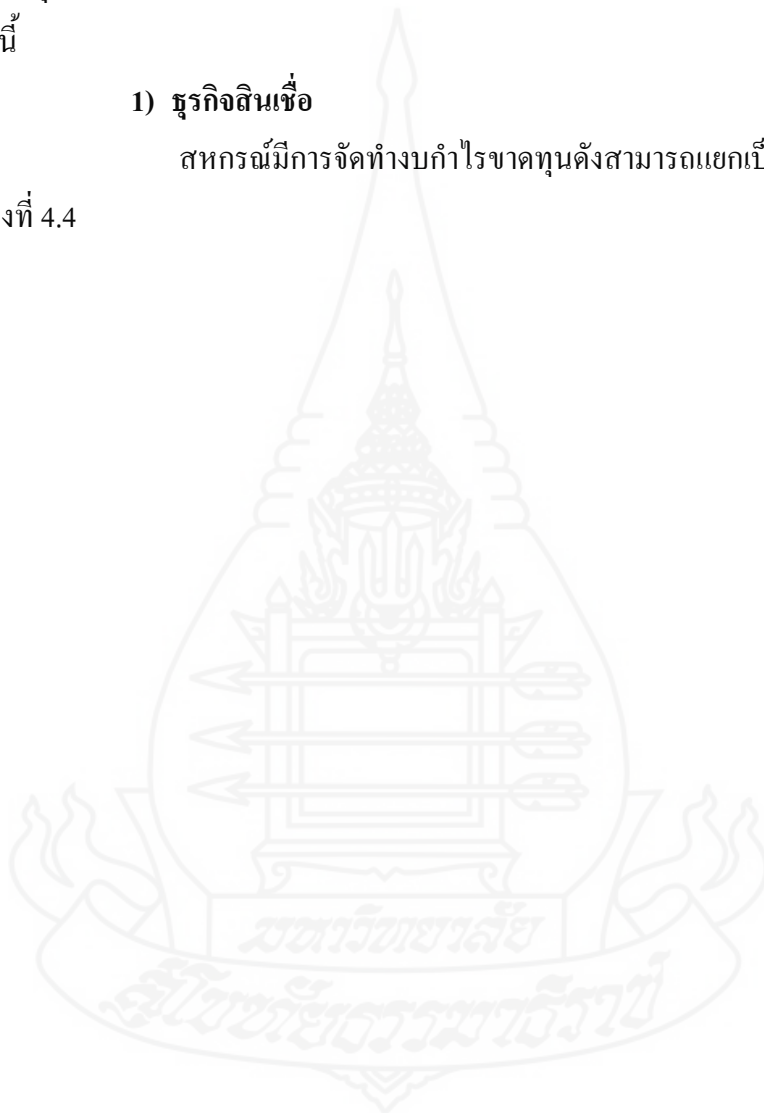 นี้
1) ธุรกิจสินเชื่อ
สหกรณ์มีการจัดทำงบกำไรขาดทุนดังสามารถแยกเป็
งที่ 4.4
มหาวิทยาลัย
สุโขทัยธรรมาธิราช